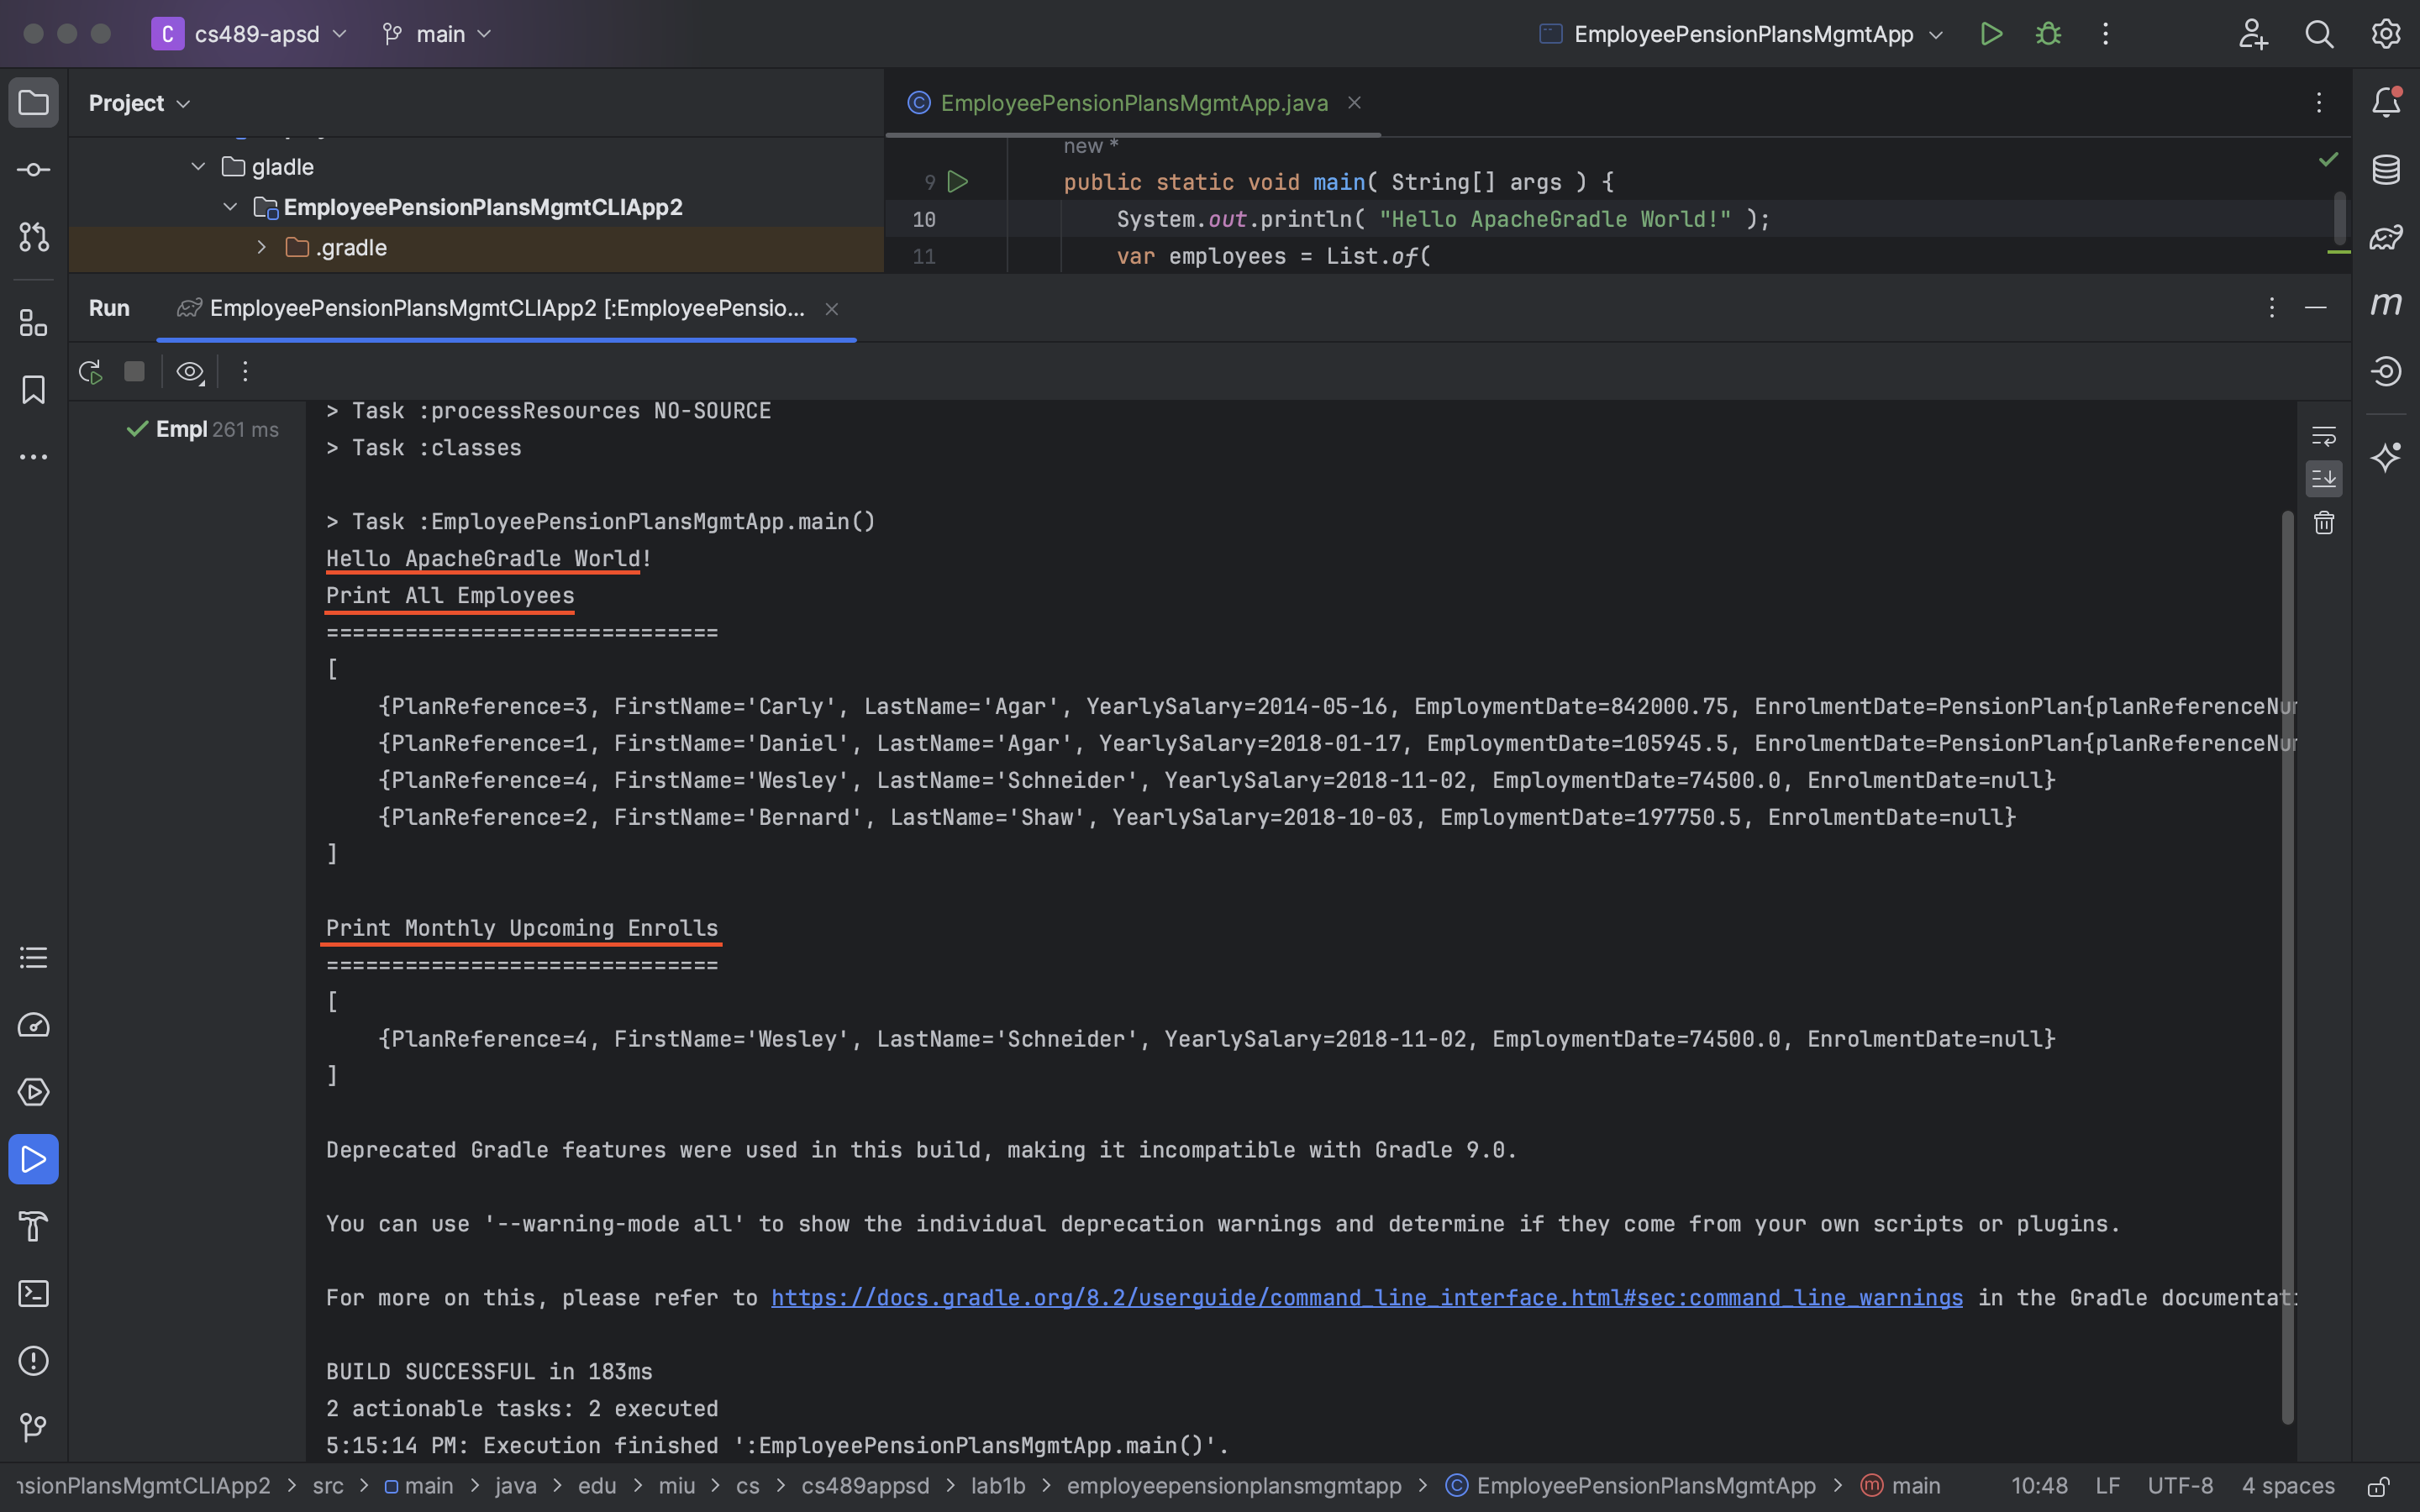 C cs489-apsd main EmployeePensionPlansMgmtApp
Project
EmployeePensionPlansMgmtApp.java
gladle
EmployeePensionPlansMgmtCLIApp2
.gradle
new *
9 public static void main( String[] args ) {
10 System.out.println( "Hello ApacheGradle World!" );
11 var employees = List.of(
Run EmployeePensionPlansMgmtCLIApp2 [:EmployeePensio...
Empl 261 ms
> Task :processResources NO-SOURCE
> Task :classes
> Task :EmployeePensionPlansMgmtApp.main()
Hello ApacheGradle World!
Print All Employees
==============================
[
{PlanReference=3, FirstName='Carly', LastName='Agar', YearlySalary=2014-05-16, EmploymentDate=842000.75, EnrolmentDate=PensionPlan{planReferenceNu
{PlanReference=1, FirstName='Daniel', LastName='Agar', YearlySalary=2018-01-17, EmploymentDate=105945.5, EnrolmentDate=PensionPlan{planReferenceNu
{PlanReference=4, FirstName='Wesley', LastName='Schneider', YearlySalary=2018-11-02, EmploymentDate=74500.0, EnrolmentDate=null}
{PlanReference=2, FirstName='Bernard', LastName='Shaw', YearlySalary=2018-10-03, EmploymentDate=197750.5, EnrolmentDate=null}
]
Print Monthly Upcoming Enrolls
==============================
[
{PlanReference=4, FirstName='Wesley', LastName='Schneider', YearlySalary=2018-11-02, EmploymentDate=74500.0, EnrolmentDate=null}
]
Deprecated Gradle features were used in this build, making it incompatible with Gradle 9.0.
You can use '--warning-mode all' to show the individual deprecation warnings and determine if they come from your own scripts or plugins.
For more on this, please refer to https://docs.gradle.org/8.2/userguide/command_line_interface.html#sec:command_line_warnings in the Gradle documentat
BUILD SUCCESSFUL in 183ms
2 actionable tasks: 2 executed
5:15:14 PM: Execution finished ':EmployeePensionPlansMgmtApp.main()'.
nsionPlansMgmtCLIApp2 > src > main > java > edu > miu > cs > cs489appsd > lab1b > employeepensionplansmgmtapp > EmployeePensionPlansMgmtApp > main 10:48 LF UTF-8 4 spaces